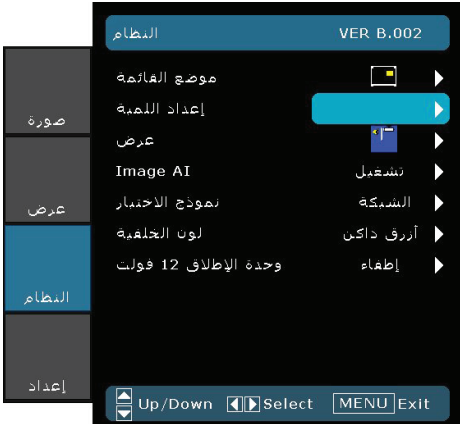 النظام VER B.002
موضع القائمة
إعداد اللمبة
عرض
Image AI تشغيل
نموذج الاختبار الشبكة
لون الخلفية أزرق داكن
وحدة الإطلاق 12 فولت إطفاء
صورة
عرض
النظام
إعداد
Up/Down Select MENU Exit